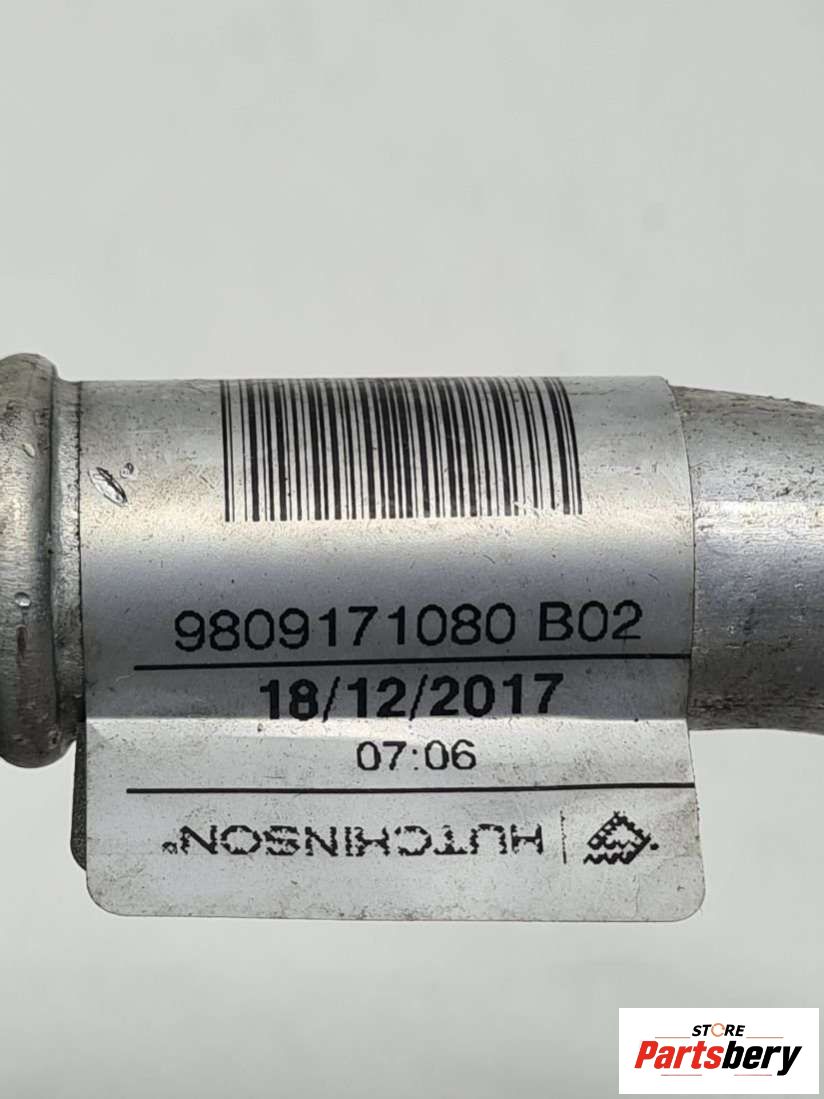 9809171080 B02
18/12/2017
07:06
HUTCHINSON®
STORE
Partsbery